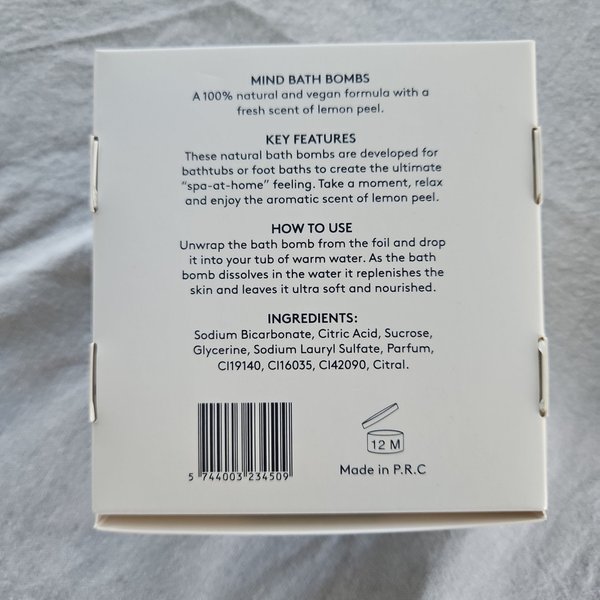 MIND BATH BOMBS
A 100% natural and vegan formula with a
fresh scent of lemon peel.
KEY FEATURES
These natural bath bombs are developed for
bathtubs or foot baths to create the ultimate
“spa-at-home” feeling. Take a moment, relax
and enjoy the aromatic scent of lemon peel.
HOW TO USE
Unwrap the bath bomb from the foil and drop
it into your tub of warm water. As the bath
bomb dissolves in the water it replenishes the
skin and leaves it ultra soft and nourished.
INGREDIENTS:
Sodium Bicarbonate, Citric Acid, Sucrose,
Glycerine, Sodium Lauryl Sulfate, Parfum,
CI19140, CI16035, CI42090, Citral.
5 744003 234509
12 M
Made in P.R.C